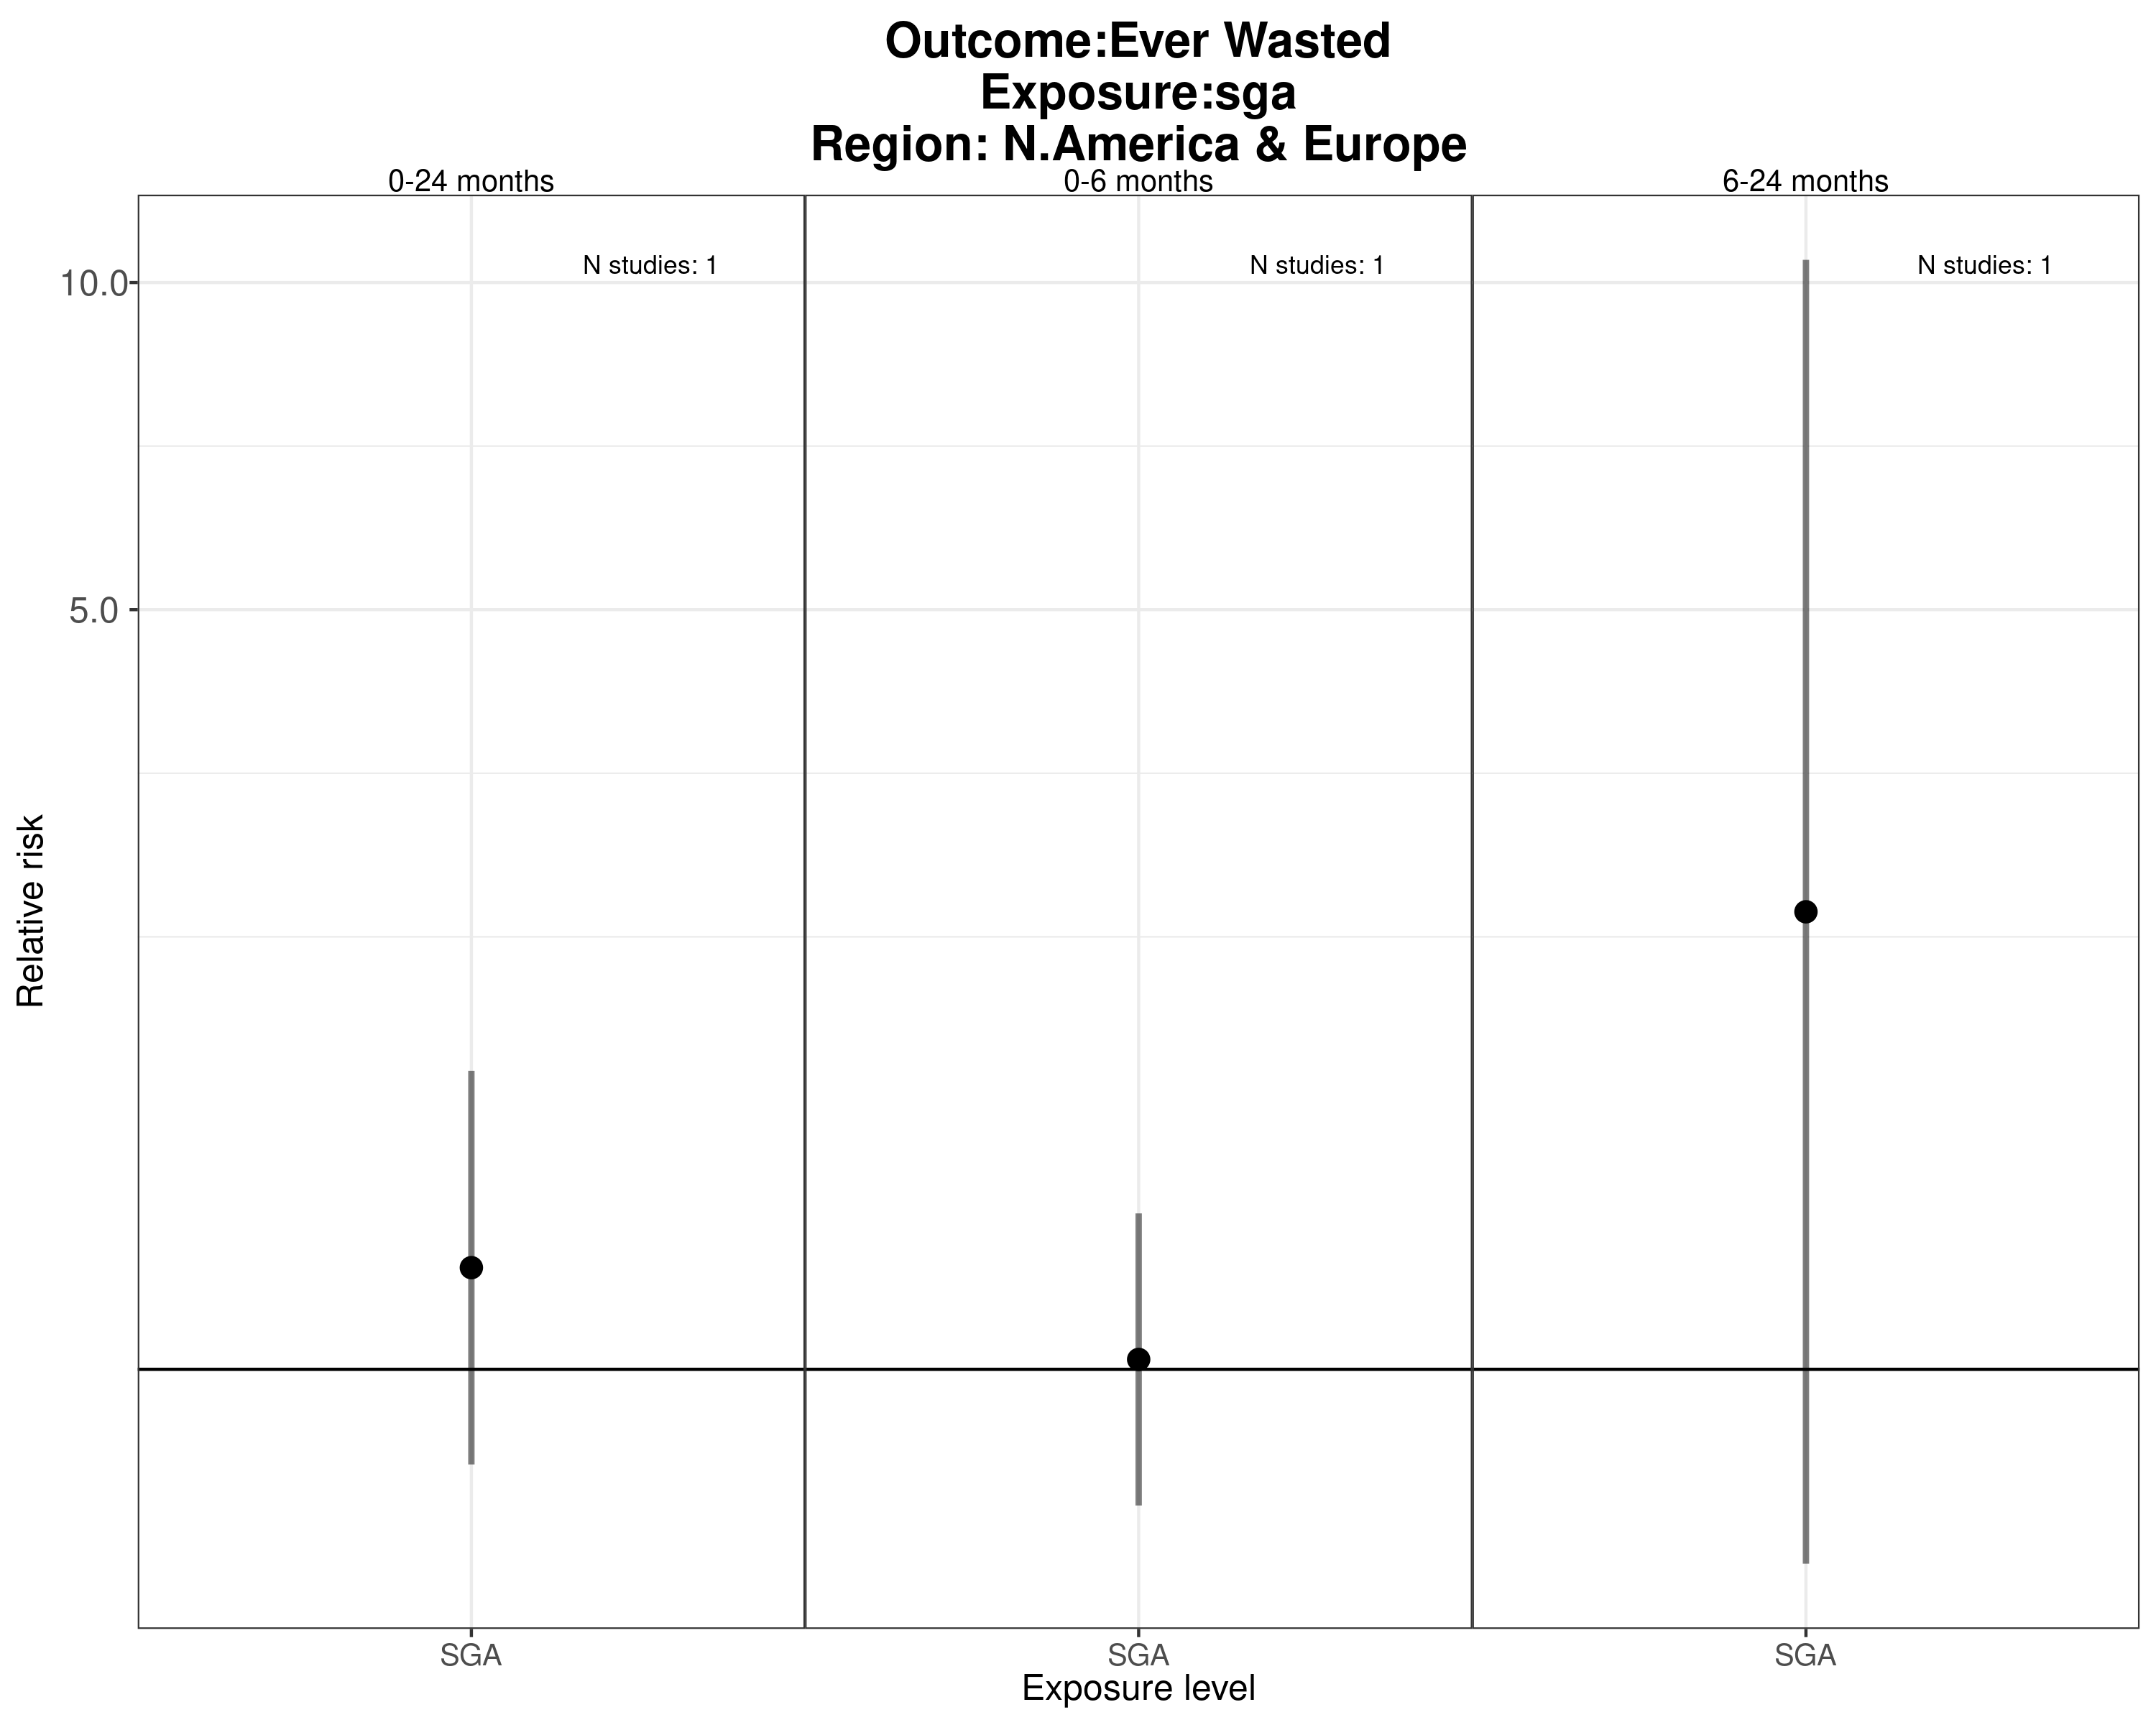 Outcome:Ever Wasted
Exposure:sga
Region: N.America & Europe
0-24 months
0-6 months
6-24 months
N studies: 1
N studies: 1
N studies: 1
10.0
5.0
Relative risk
SGA
SGA
SGA
Exposure level